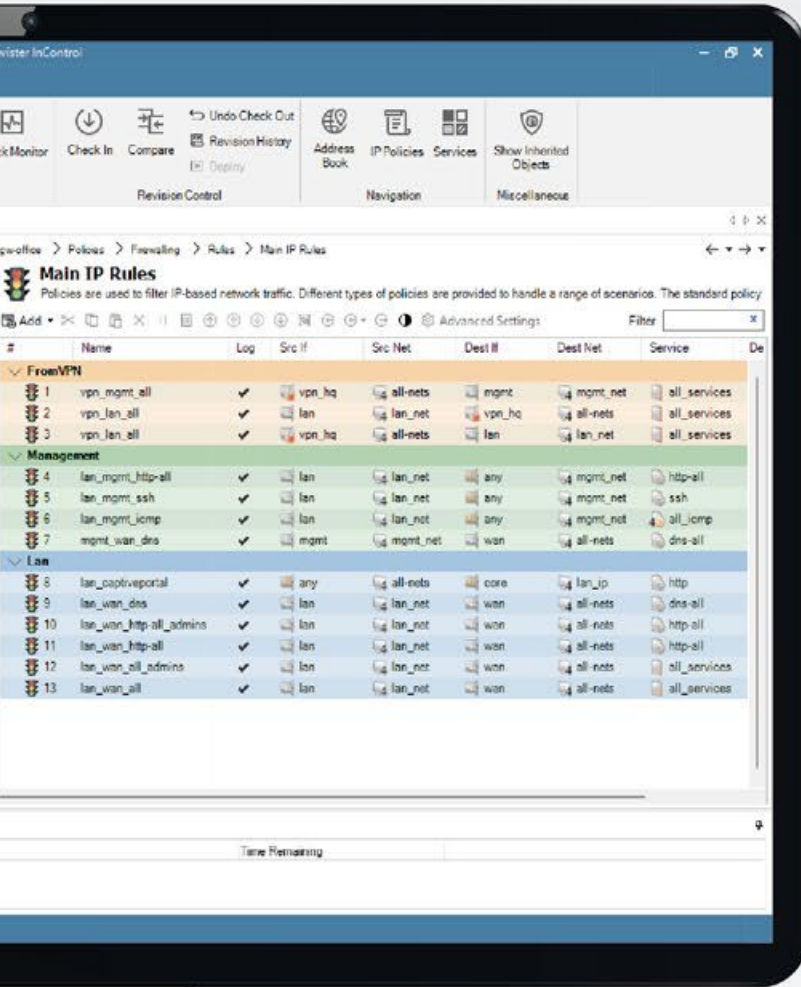 wister InControl
Undo Check Out
k Monitor Check In Compare Revision History Address Book IP Policies Services Show Inherited Objects
Deploy
Revision Control Navigation Miscellaneous
gw-office > Policies > Firewalling > Rules > Main IP Rules
Main IP Rules
Policies are used to filter IP-based network traffic. Different types of policies are provided to handle a range of scenarios. The standard policy
Add Advanced Settings Filter
# Name Log Src If Src Net Dest If Dest Net Service De
FromVPN
1 vpn_mgmt_all vpn_hq all-nets mgmt mgmt_net all_services
2 vpn_lan_all lan lan_net vpn_hq all-nets all_services
3 vpn_lan_all vpn_hq all-nets lan lan_net all_services
Management
4 lan_mgmt_http-all lan lan_net any mgmt_net http-all
5 lan_mgmt_ssh lan lan_net any mgmt_net ssh
6 lan_mgmt_icmp lan lan_net any mgmt_net all_icmp
7 mgmt_wan_dns mgmt mgmt_net wan all-nets dns-all
Lan
8 lan_captiveportal any all-nets core lan_ip http
9 lan_wan_dns lan lan_net wan all-nets dns-all
10 lan_wan_http-all_admins lan lan_net wan all-nets http-all
11 lan_wan_http-all lan lan_net wan all-nets http-all
12 lan_wan_all_admins lan lan_net wan all-nets all_services
13 lan_wan_all lan lan_net wan all-nets all_services
Time Remaining